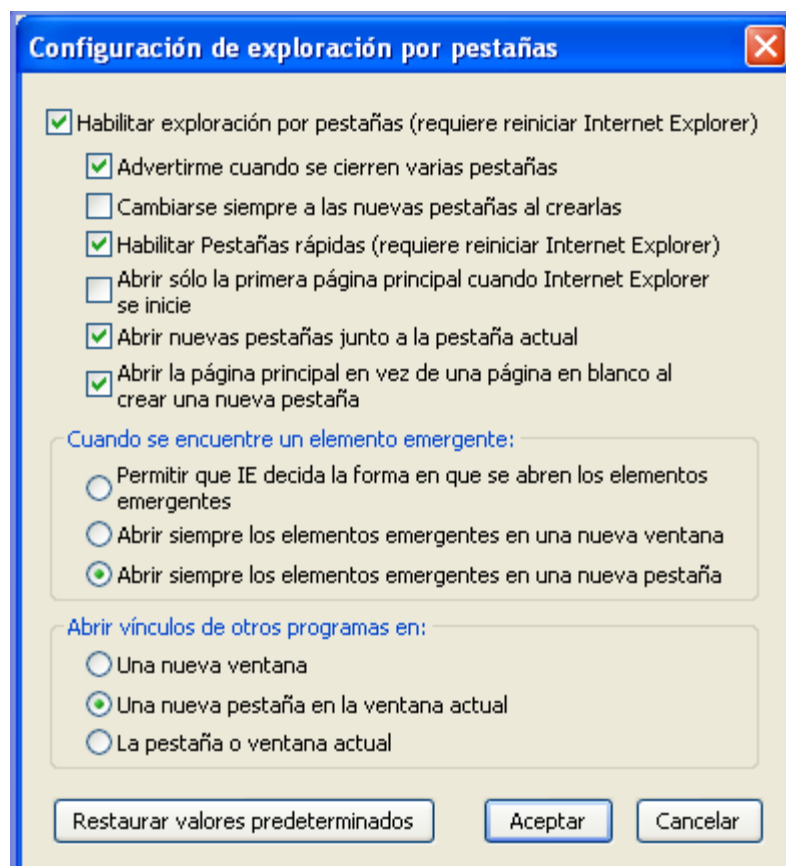 Configuración de exploración por pestañas
Habilitar exploración por pestañas (requiere reiniciar Internet Explorer)
Advertirme cuando se cierren varias pestañas
Cambiarse siempre a las nuevas pestañas al crearlas
Habilitar Pestañas rápidas (requiere reiniciar Internet Explorer)
Abrir sólo la primera página principal cuando Internet Explorer
se inicie
Abrir nuevas pestañas junto a la pestaña actual
Abrir la página principal en vez de una página en blanco al
crear una nueva pestaña
Cuando se encuentre un elemento emergente:
Permitir que IE decida la forma en que se abren los elementos
emergentes
Abrir siempre los elementos emergentes en una nueva ventana
Abrir siempre los elementos emergentes en una nueva pestaña
Abrir vínculos de otros programas en:
Una nueva ventana
Una nueva pestaña en la ventana actual
La pestaña o ventana actual
Restaurar valores predeterminados Aceptar Cancelar